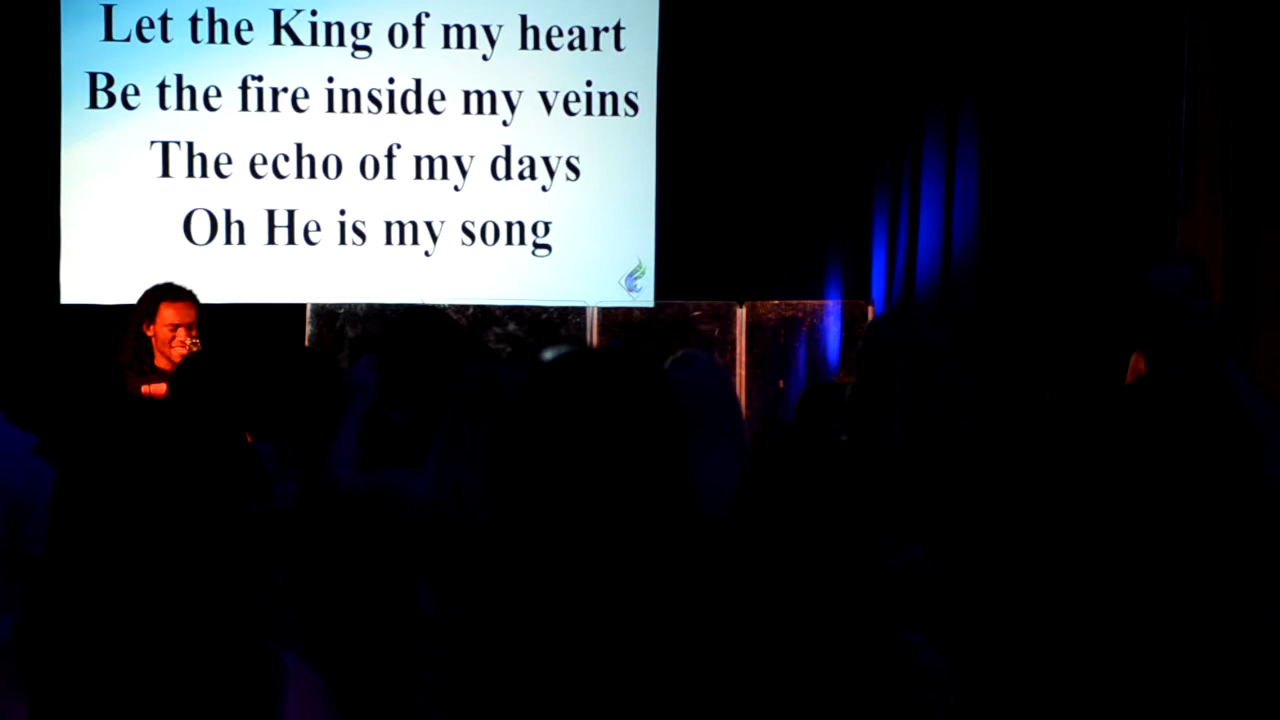 Let the King of my heart
Be the fire inside my veins
The echo of my days
Oh He is my song